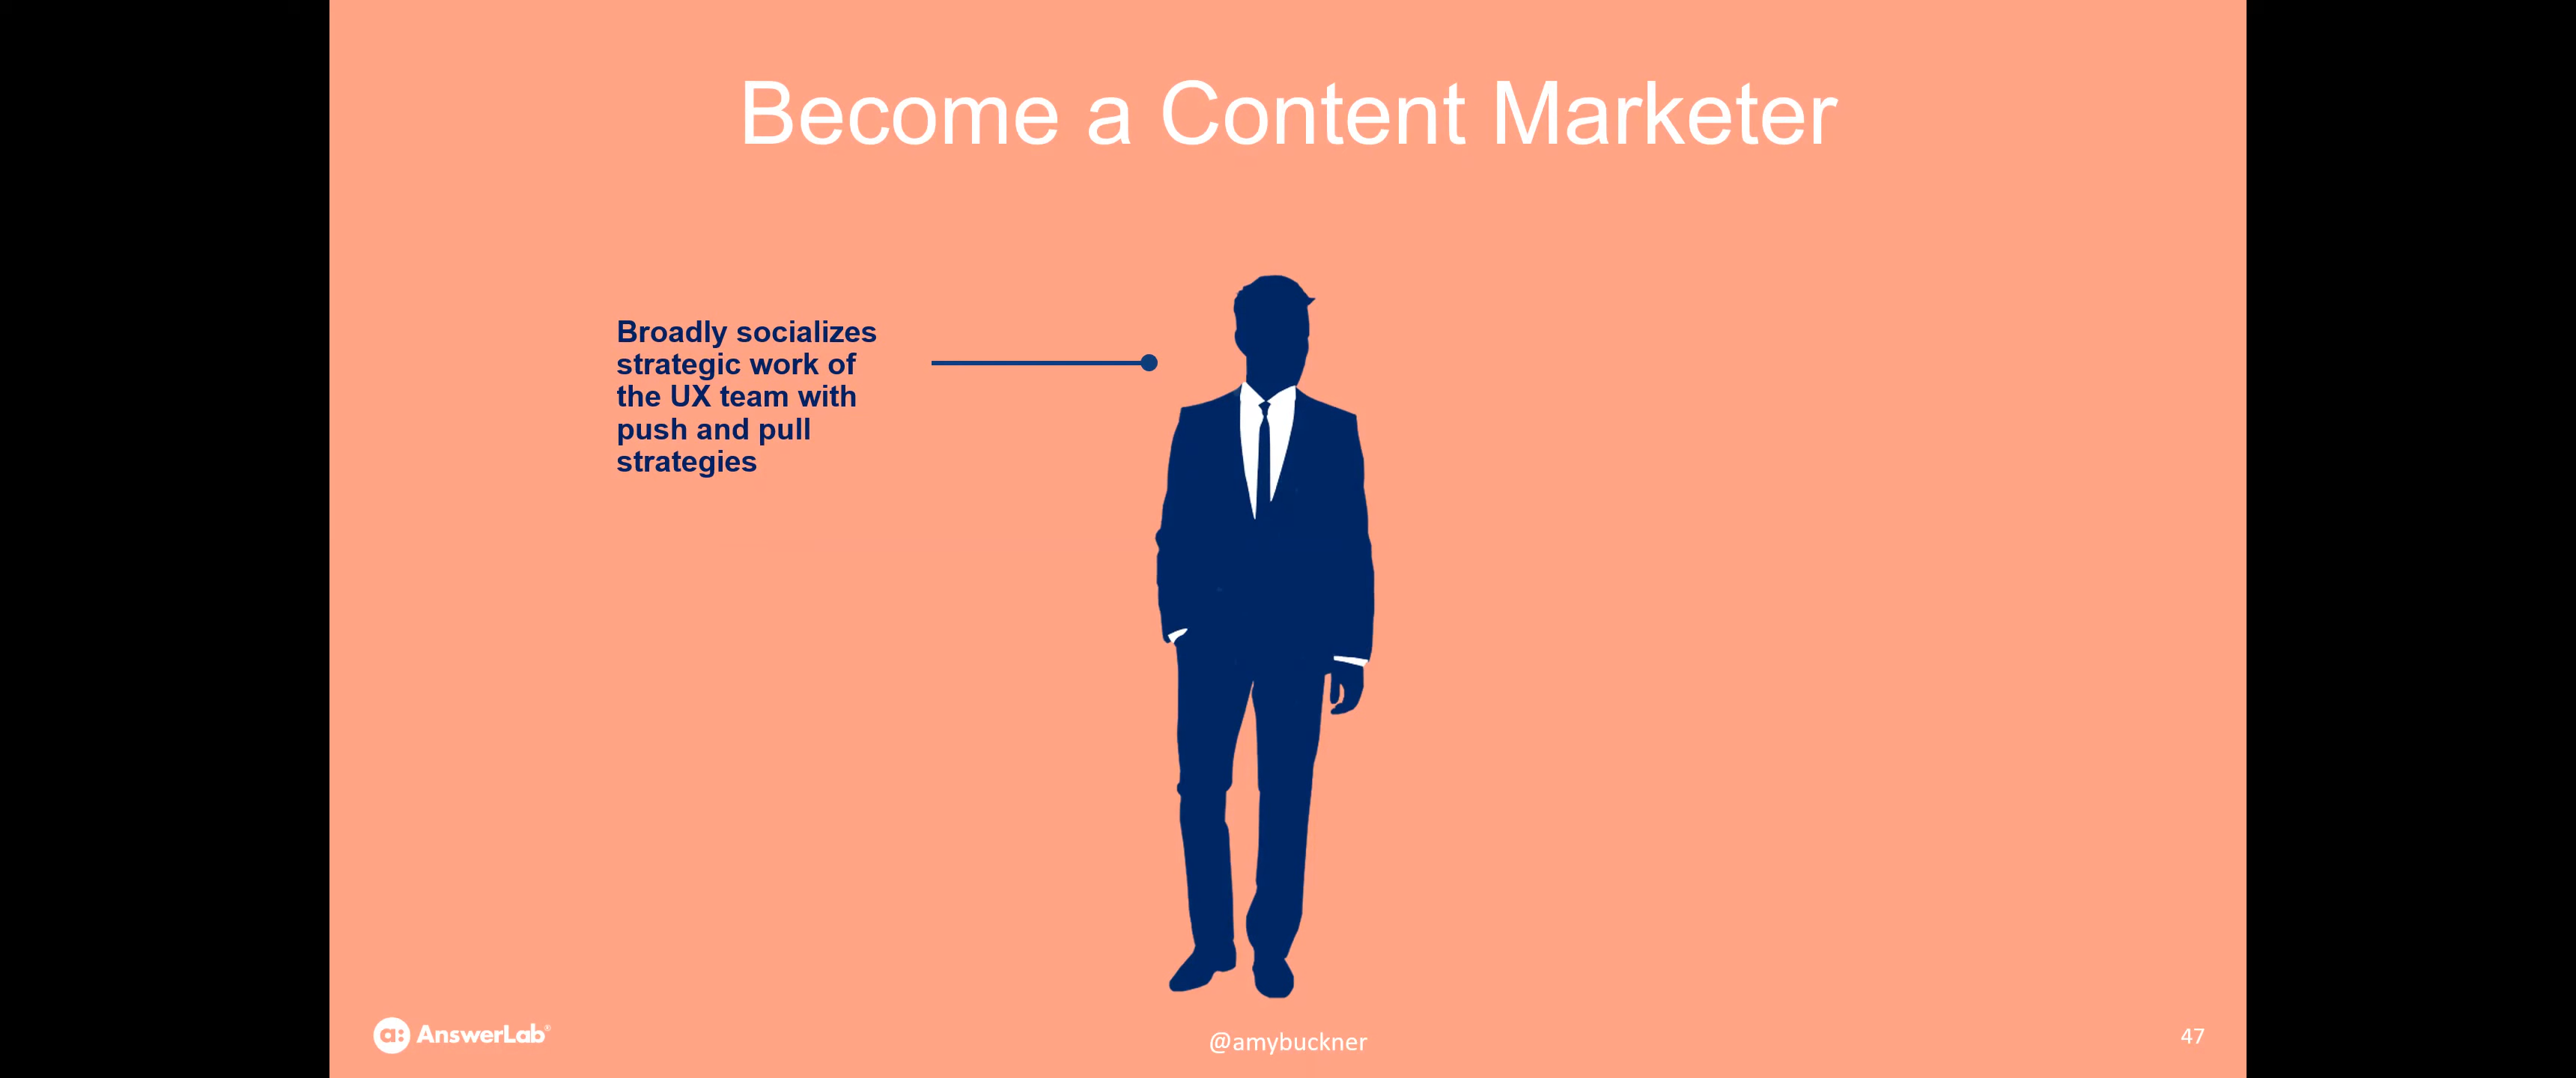 Become a Content Marketer
Broadly socializes
strategic work of
the UX team with
push and pull
strategies
a: AnswerLab®
@amybuckner
47